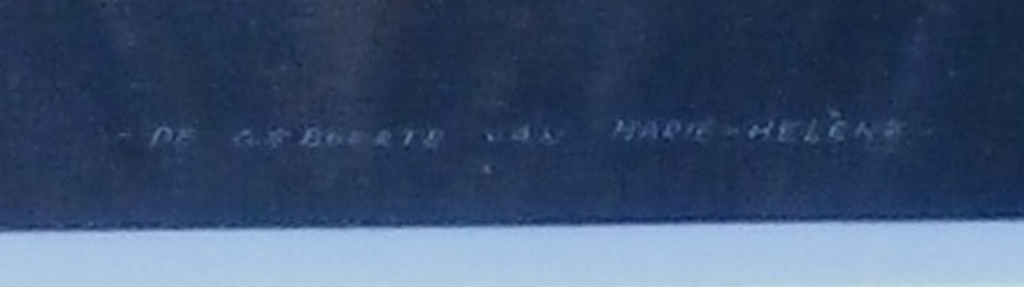 - DE GEBOORTE VAN MARIE-HELÈNE -